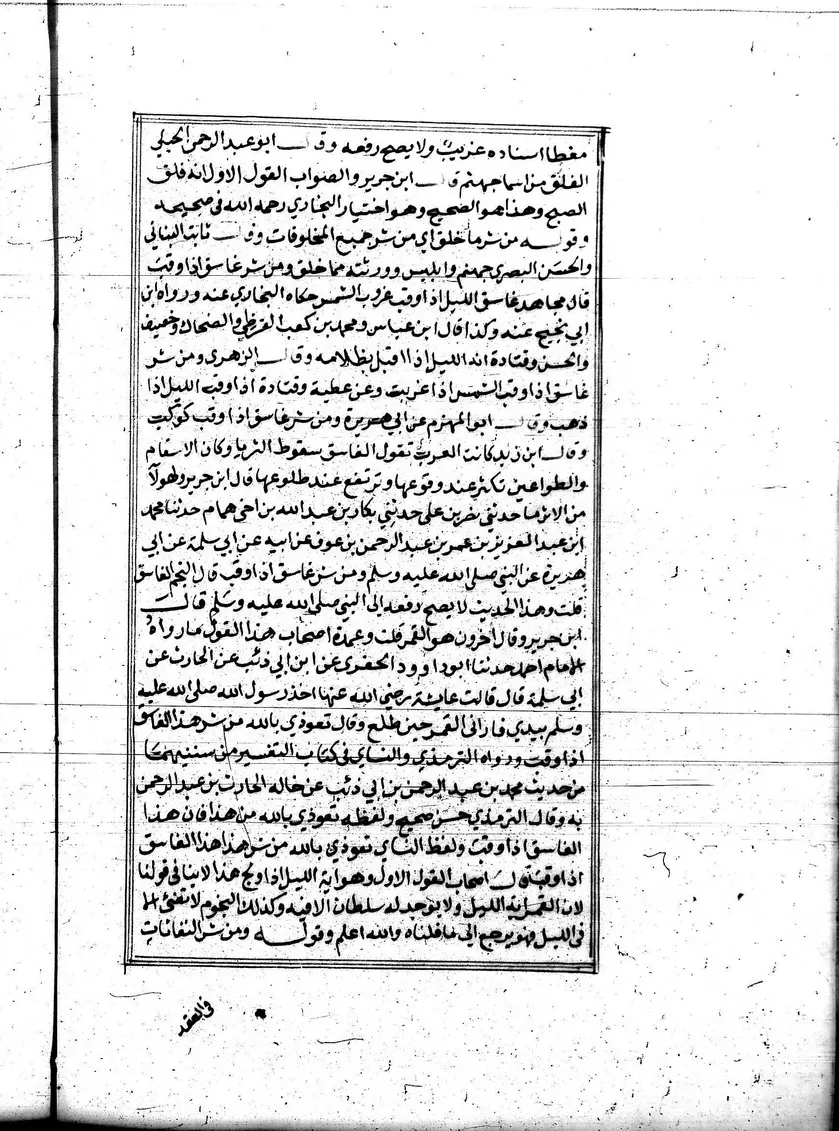 مغطا اسناده غريب ولا يصح رفعه وقال ابو عبد الرحمن الحبلي
الفلق من اسما جهنم قال ابن جرير والصواب القول الاول انه فلق
الصبح وهذا هو الصحيح وهو اختيار البخاري رحمه الله في صحيحه
وقوله من شر ما خلق اي من شر جميع المخلوقات وقال ثابت البناني
والحسن البصري جهنم وابليس وورثته مما خلق ومن شر غاسق اذا وقب
قال مجاهد غاسق الليل اذا وقب غروب الشمس حكاه البخاري عنه ورواه ابن
ابي نجيح عنه وكذا قال ابن عباس ومحمد بن كعب القرظي والضحاك وخصيف
والحسن وقتادة انه الليل اذا اقبل بظلامه وقال الزهري ومن شر
غاسق اذا وقب الشمس اذا غربت وعن عطية وقتادة اذا وقب الليل اذا
ذهب وقال ابو المهزم عن ابي هريرة ومن شر غاسق اذا وقب كوكب
وقال ابن زيد كانت العرب تقول الغاسق سقوط الثريا وكان الاسقام
والطواعين تكثر عند وقوعها وترتفع عند طلوعها قال ابن جرير ولهولآ
من الاثر ما حدثني نصر بن علي حدثني بكار بن عبد الله بن اخي همام حدثنا محمد
ابن عبد العزيز بن عمر بن عبد الرحمن بن عوف عن ابيه عن ابي سلمة عن ابي
هريرة عن النبي صلى الله عليه وسلم ومن شر غاسق اذا وقب قال النجم الغاسق
قلت وهذا الحديث لا يصح رفعه الى النبي صلى الله عليه وسلم قال
ابن جرير وقال اخرون هو القمر قلت وعمدة اصحاب هذا القول ما رواه
الامام احمد حدثنا ابو داوود الحفري عن ابن ابي ذئب عن الحارث عن
ابي سلمة قال قالت عايشة رضي الله عنها اخذ رسول الله صلى الله عليه
وسلم بيدي فاراني القمر حين طلع وقال تعوذي بالله من شر هذا الغاسق
اذا وقب ورواه الترمذي والنساي في كتاب التفسير من سننيهما
من حديث محمد بن عبد الرحمن بن ابي ذئب عن خاله الحارث بن عبد الرحمن
به وقال الترمذي حسن صحيح ولفظه تعوذي بالله من هذا فان هذا
الغاسق اذا وقب ولفظ النساي تعوذي بالله من شر هذا هذا الغاسق
اذا وقب قال اصحاب القول الاول وهو اية الليل اذا ولج هذا لا ينافي قولنا
لان القمر اية الليل ولا يوجد له سلطان الا فيه وكذلك النجوم لا تضئ الا
في الليل فهو يرجع الى ما قلناه والله اعلم وقوله ومن شر النفاثات
في العقد